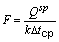 F = Q^{sp} / kΔt_{cp}